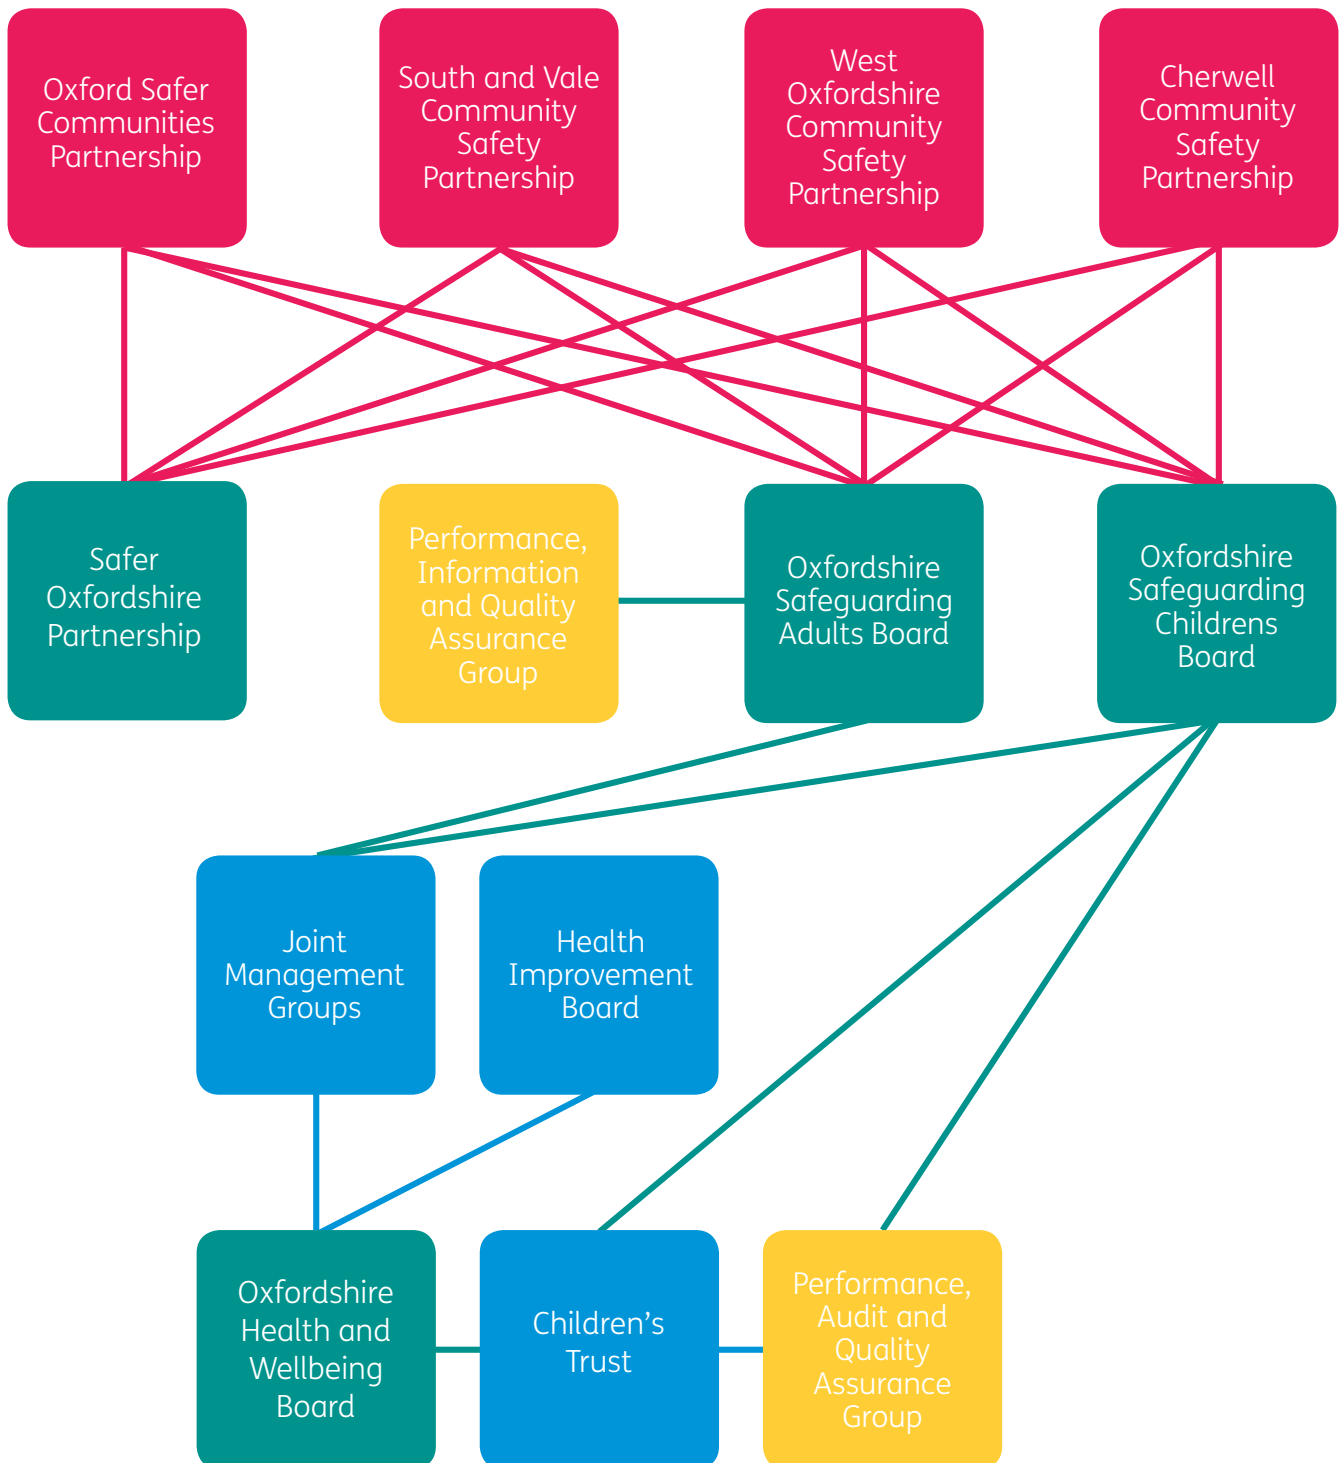 Oxford Safer
Communities
Partnership
South and Vale
Community
Safety
Partnership
West
Oxfordshire
Community
Safety
Partnership
Cherwell
Community
Safety
Partnership
Safer
Oxfordshire
Partnership
Performance,
Information
and Quality
Assurance
Group
Oxfordshire
Safeguarding
Adults Board
Oxfordshire
Safeguarding
Childrens
Board
Joint
Management
Groups
Health
Improvement
Board
Oxfordshire
Health and
Wellbeing
Board
Children’s
Trust
Performance,
Audit and
Quality
Assurance
Group